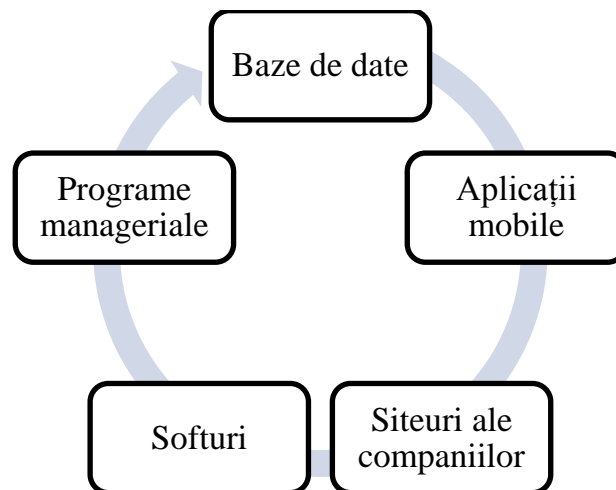 Baze de date
Aplicații
mobile
Siteuri ale
companiilor
Softuri
Programe
manageriale